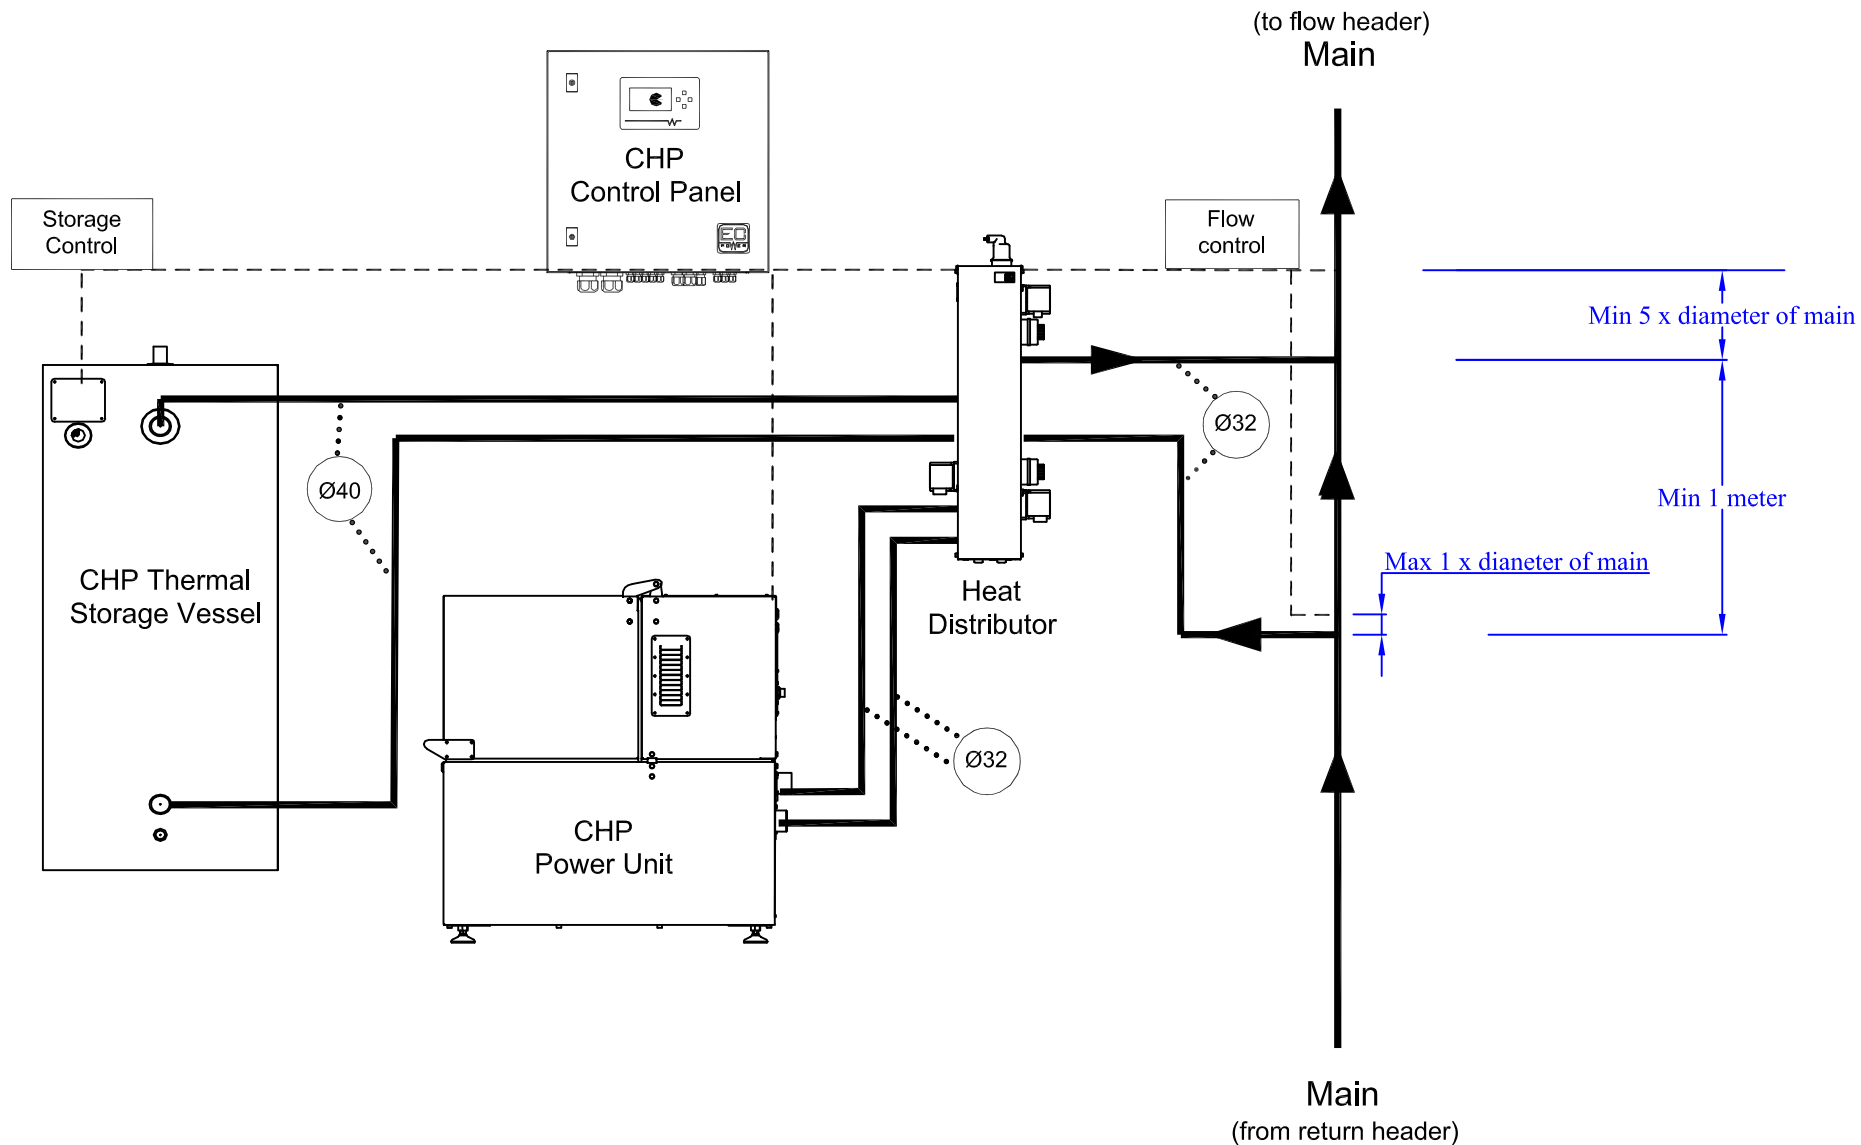 (to flow header)
Main
CHP
Control Panel
EC
POWER
Storage
Control
Flow
control
Min 5 x diameter of main
Ø32
Ø40
Min 1 meter
Max 1 x dianeter of main
CHP Thermal
Storage Vessel
Heat
Distributor
Ø32
CHP
Power Unit
Main
(from return header)